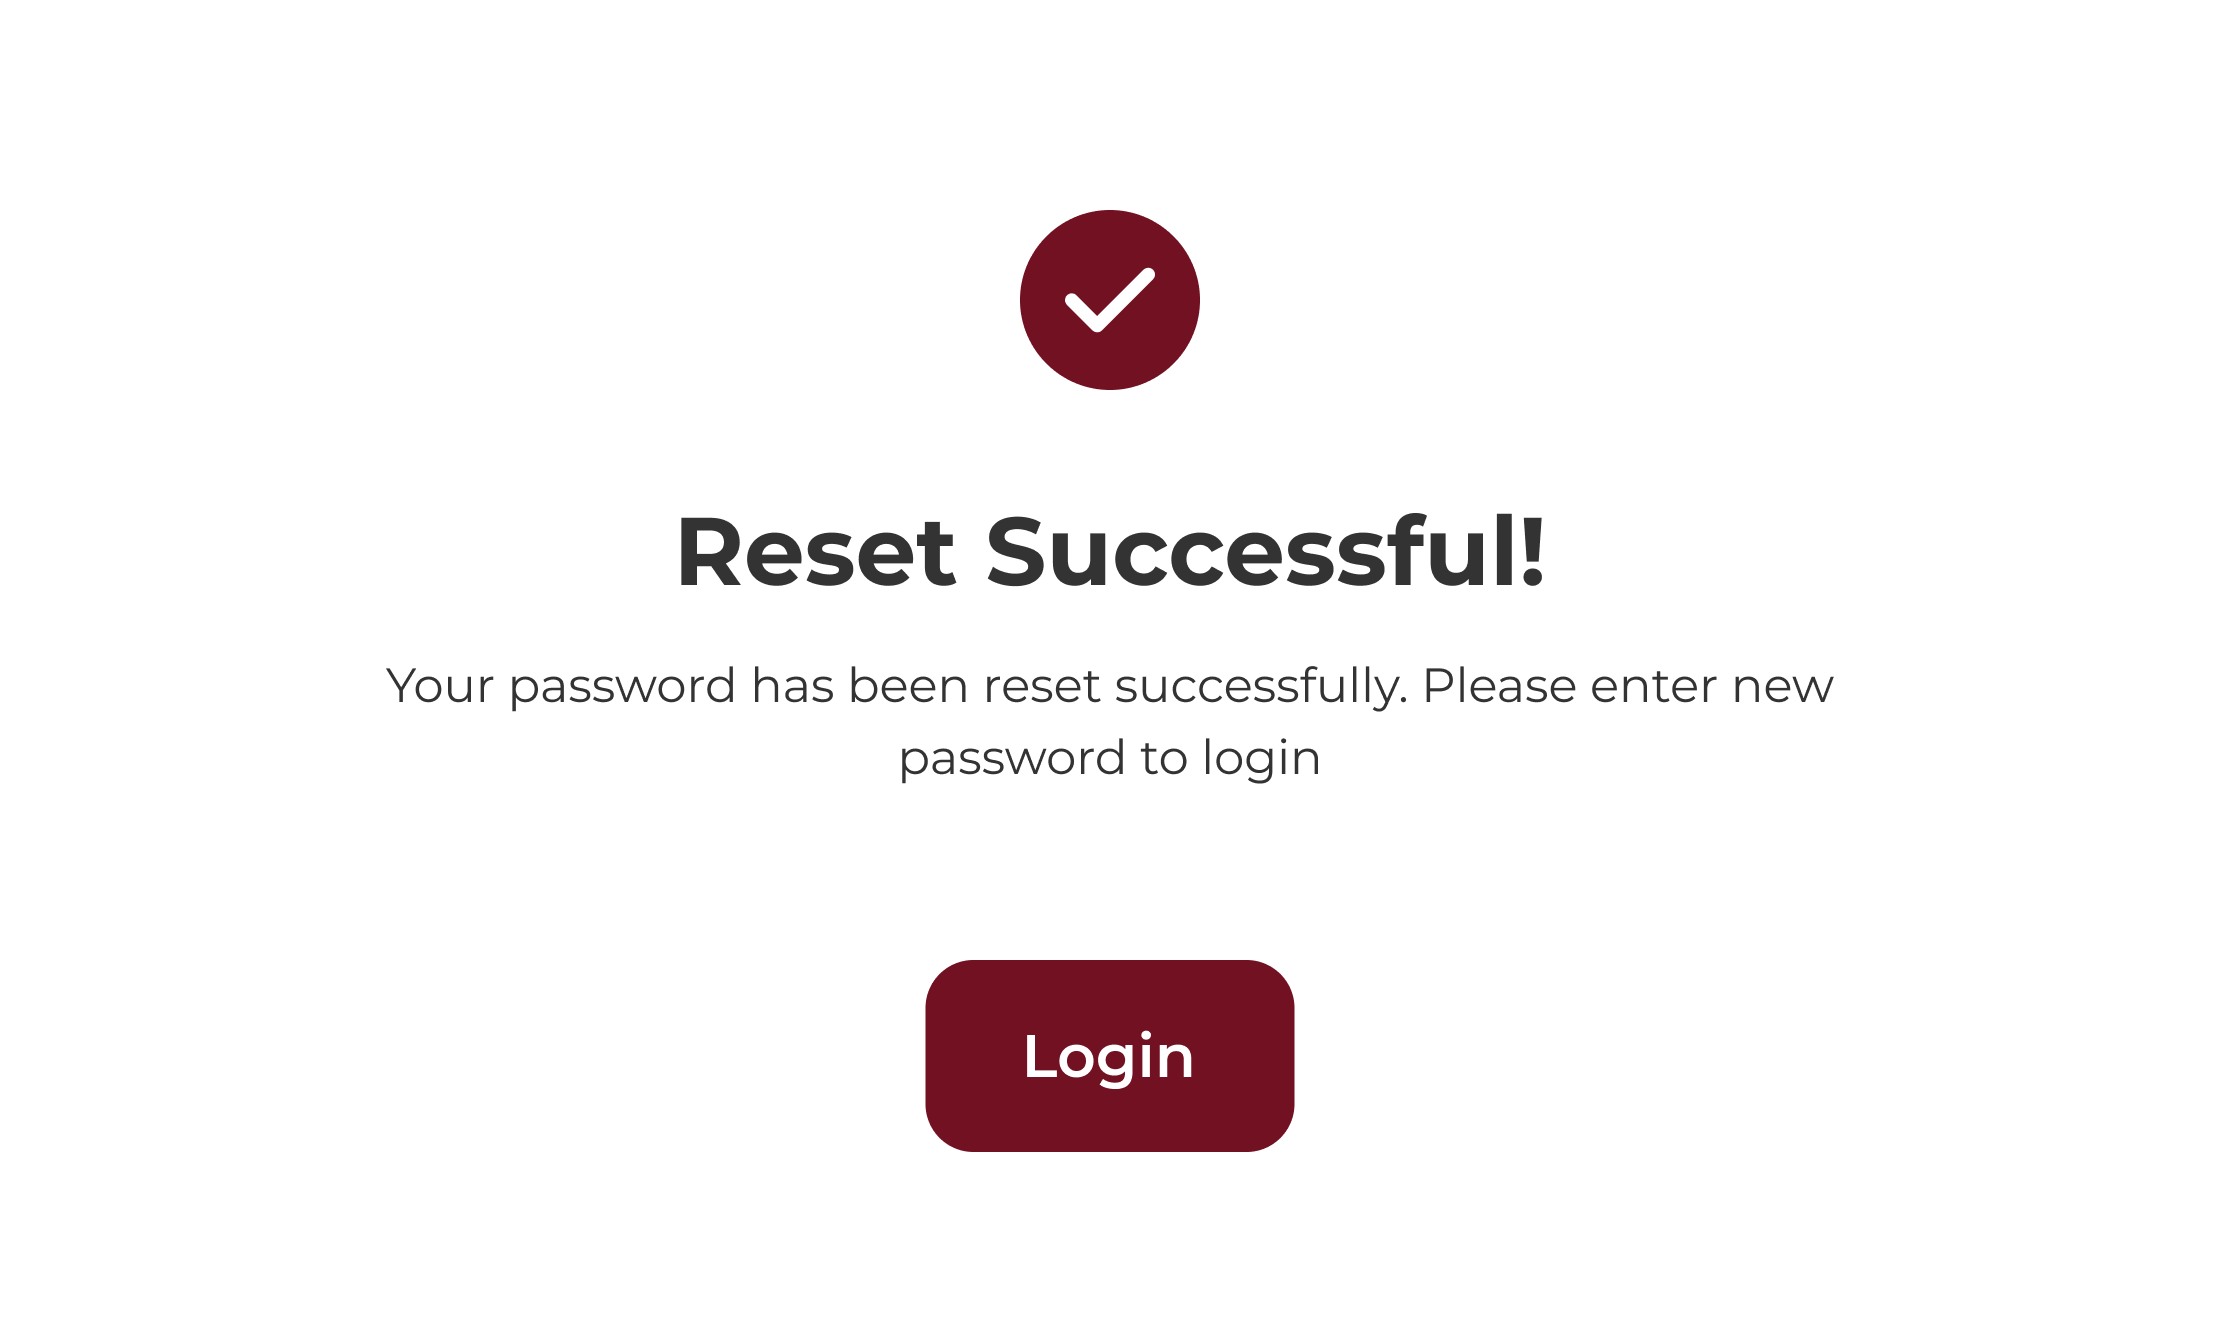 Reset Successful!
Your password has been reset successfully. Please enter new
password to login
Login